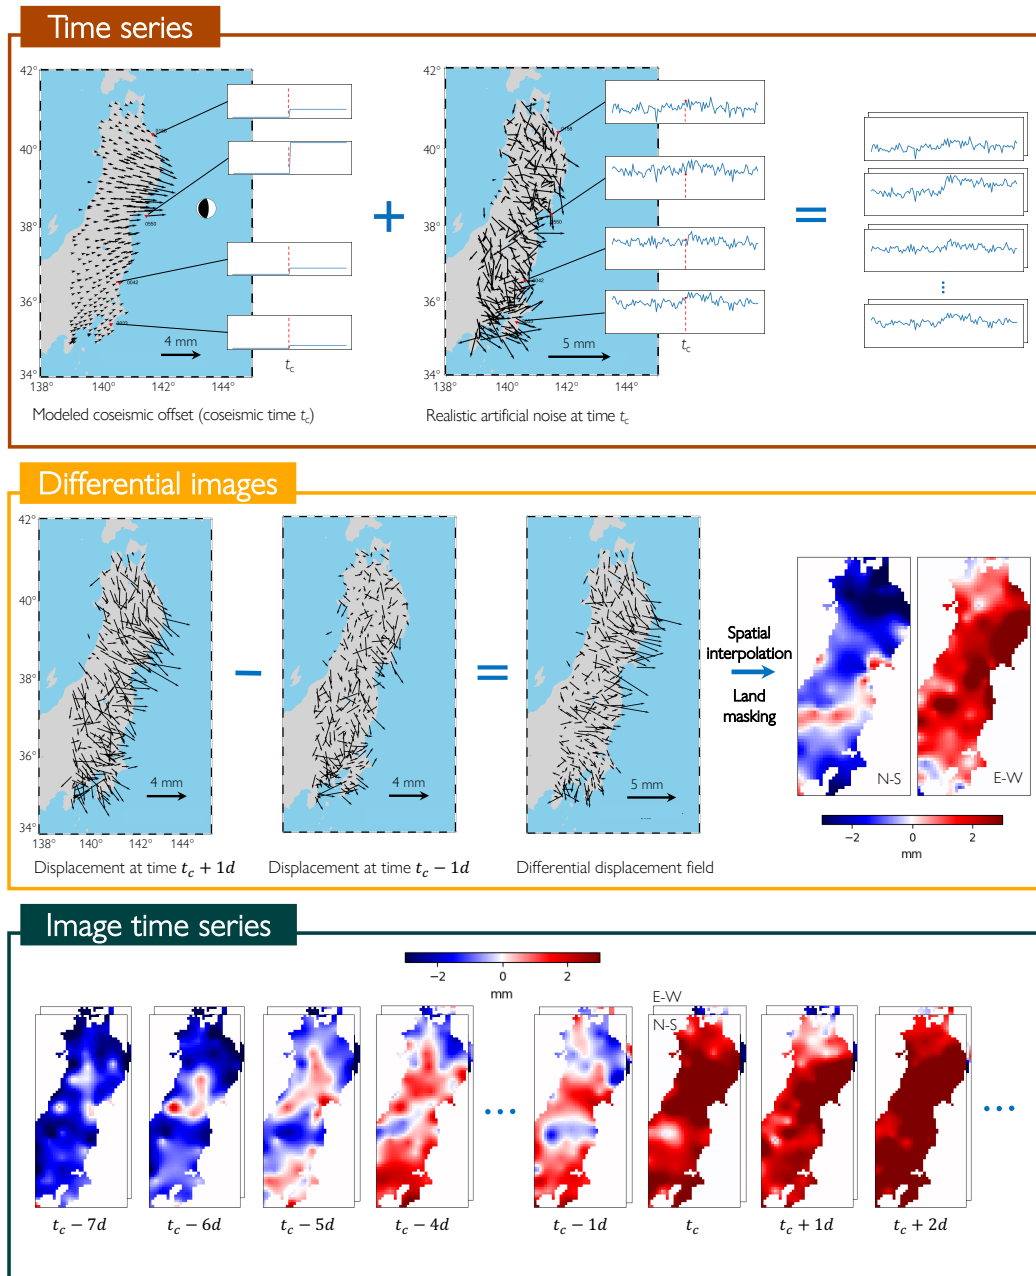 Time series
42°
40°
38°
36°
34°
138°
140°
142°
144°
0158
0550
0042
4 mm
t_c
Modeled coseismic offset (coseismic time t_c)
42°
40°
38°
36°
34°
138°
140°
142°
144°
0158
0042
5 mm
t_c
Realistic artificial noise at time t_c
Differential images
42°
40°
38°
36°
34°
138°
140°
142°
144°
4 mm
Displacement at time t_c + 1d
4 mm
Displacement at time t_c − 1d
5 mm
Differential displacement field
Spatial
interpolation
Land
masking
N-S
E-W
−2 0 2
mm
Image time series
−2 0 2
mm
E-W
N-S
t_c − 7d
t_c − 6d
t_c − 5d
t_c − 4d
t_c − 1d
t_c
t_c + 1d
t_c + 2d